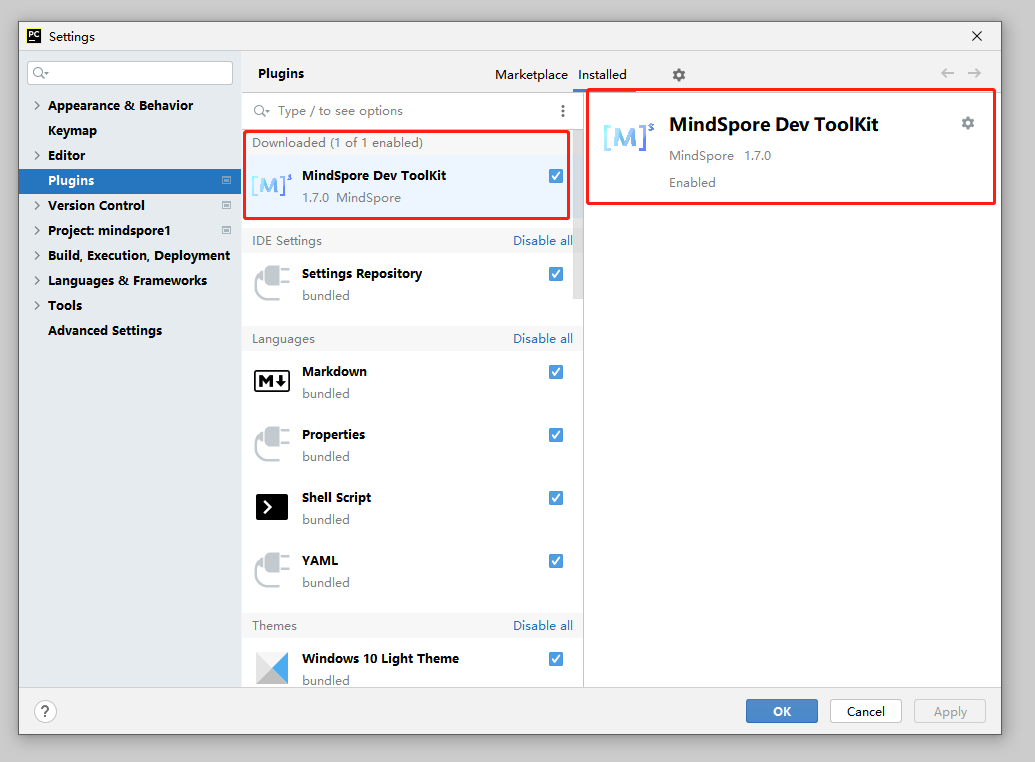 PC Settings
Plugins Marketplace Installed
Appearance & Behavior
Keymap
Editor
Plugins
Version Control
Project: mindspore1
Build, Execution, Deployment
Languages & Frameworks
Tools
Advanced Settings
Type / to see options
Downloaded (1 of 1 enabled)
[M]$ MindSpore Dev ToolKit
1.7.0 MindSpore
IDE Settings Disable all
Settings Repository
bundled
Languages Disable all
M Markdown
bundled
Properties
bundled
Shell Script
bundled
YAML
bundled
Themes Disable all
Windows 10 Light Theme
bundled
[M]$ MindSpore Dev ToolKit
MindSpore 1.7.0
Enabled
? OK Cancel Apply